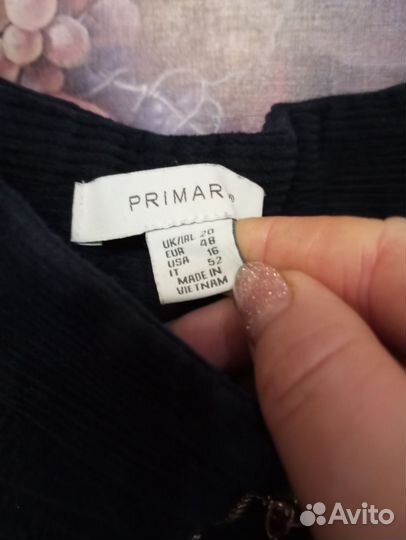 PRIMAR®
UK/IRL 20
EUR 48
USA 16
IT 52
MADE IN
VIETNAM
Avito